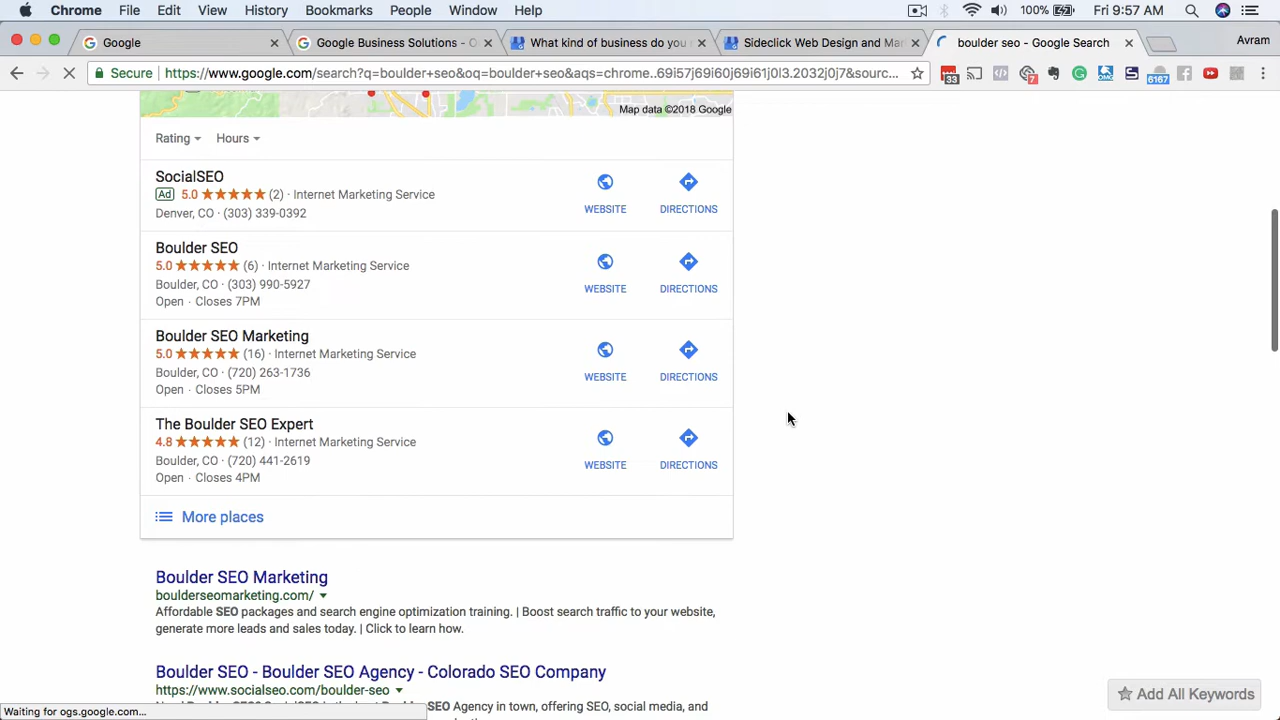 Chrome File Edit View History Bookmarks People Window Help 100% Fri 9:57 AM
Google Google Business Solutions - G What kind of business do you Sideclick Web Design and Mar boulder seo - Google Search Avram
Secure https://www.google.com/search?q=boulder+seo&oq=boulder+seo&aqs=chrome..69i57j69i60j69i61j0l3.2032j0j7&sourc... 33 7 6167
Map data ©2018 Google
Rating Hours
SocialSEO
Ad 5.0 ★★★★★ (2) · Internet Marketing Service
Denver, CO · (303) 339-0392
WEBSITE DIRECTIONS
Boulder SEO
5.0 ★★★★★ (6) · Internet Marketing Service
Boulder, CO · (303) 990-5927
Open · Closes 7PM
WEBSITE DIRECTIONS
Boulder SEO Marketing
5.0 ★★★★★ (16) · Internet Marketing Service
Boulder, CO · (720) 263-1736
Open · Closes 5PM
WEBSITE DIRECTIONS
The Boulder SEO Expert
4.8 ★★★★★ (12) · Internet Marketing Service
Boulder, CO · (720) 441-2619
Open · Closes 4PM
WEBSITE DIRECTIONS
More places
Boulder SEO Marketing
boulderseomarketing.com/
Affordable SEO packages and search engine optimization training. | Boost search traffic to your website,
generate more leads and sales today. | Click to learn how.
Boulder SEO - Boulder SEO Agency - Colorado SEO Company
https://www.socialseo.com/boulder-seo
SEO Agency in town, offering SEO, social media, and
Waiting for ogs.google.com...
Add All Keywords